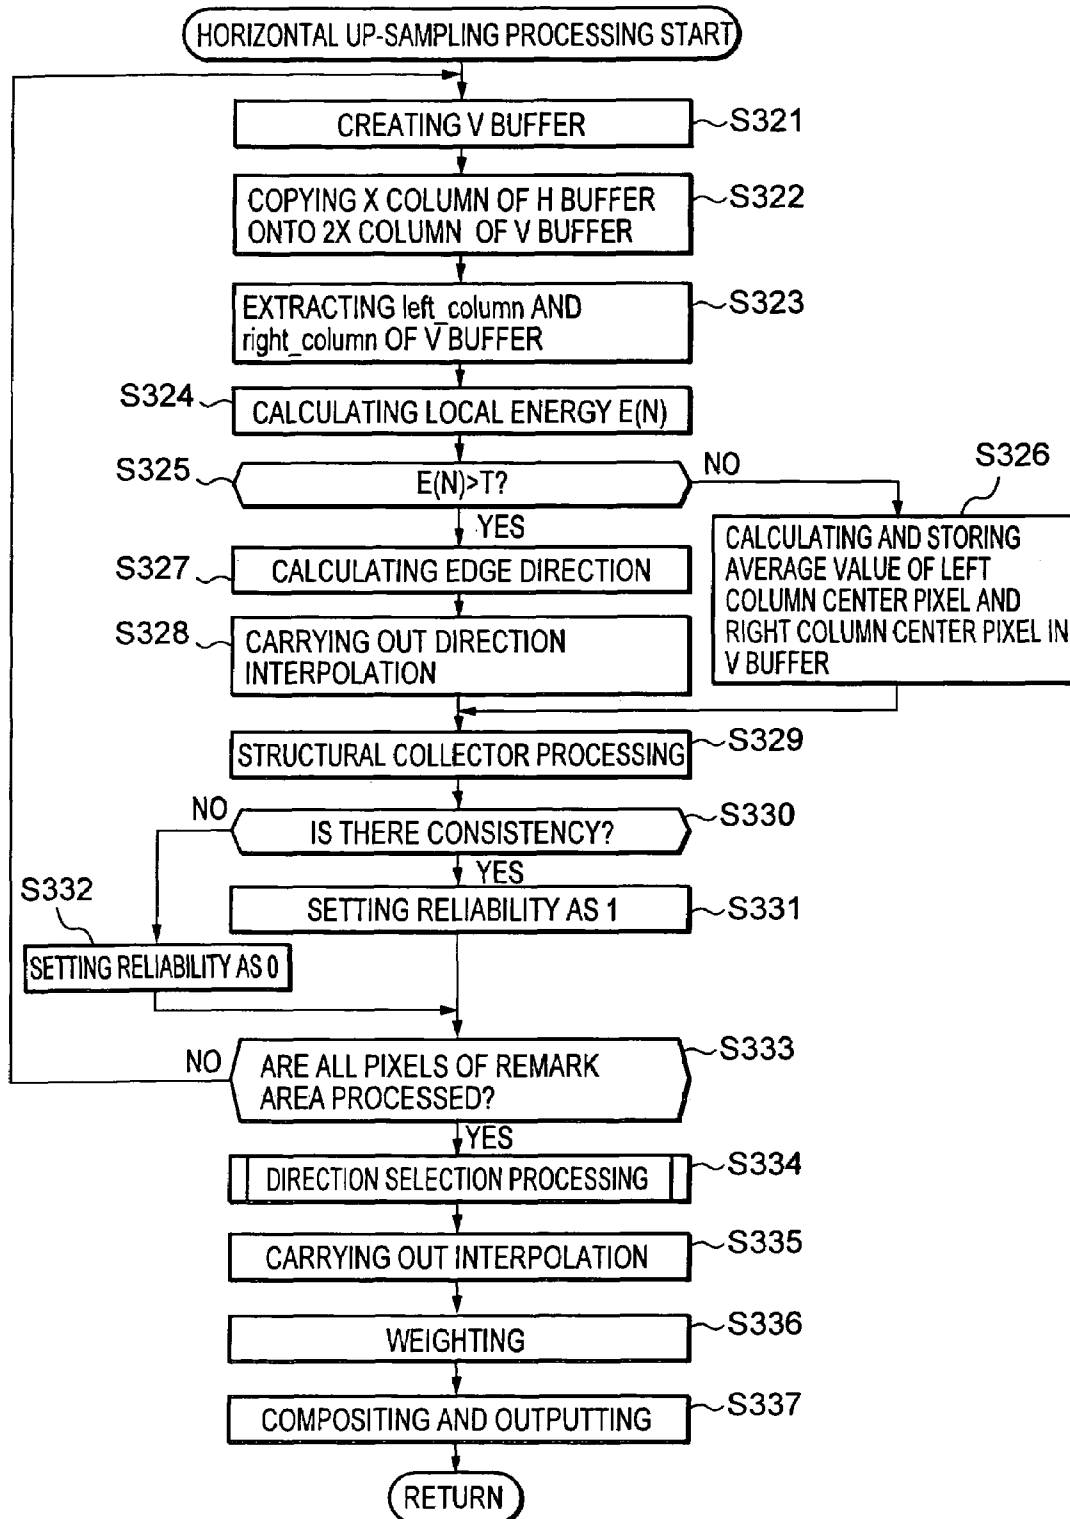 HORIZONTAL UP-SAMPLING PROCESSING START
CREATING V BUFFER
S321
COPYING X COLUMN OF H BUFFER
ONTO 2X COLUMN OF V BUFFER
S322
EXTRACTING left_column AND
right_column OF V BUFFER
S323
S324
CALCULATING LOCAL ENERGY E(N)
S325
E(N)>T?
NO
S326
YES
CALCULATING AND STORING
AVERAGE VALUE OF LEFT
COLUMN CENTER PIXEL AND
RIGHT COLUMN CENTER PIXEL IN
V BUFFER
S327
CALCULATING EDGE DIRECTION
S328
CARRYING OUT DIRECTION
INTERPOLATION
STRUCTURAL COLLECTOR PROCESSING
S329
NO
IS THERE CONSISTENCY?
S330
YES
S332
SETTING RELIABILITY AS 1
S331
SETTING RELIABILITY AS 0
NO
ARE ALL PIXELS OF REMARK
AREA PROCESSED?
S333
YES
DIRECTION SELECTION PROCESSING
S334
CARRYING OUT INTERPOLATION
S335
WEIGHTING
S336
COMPOSITING AND OUTPUTTING
S337
RETURN